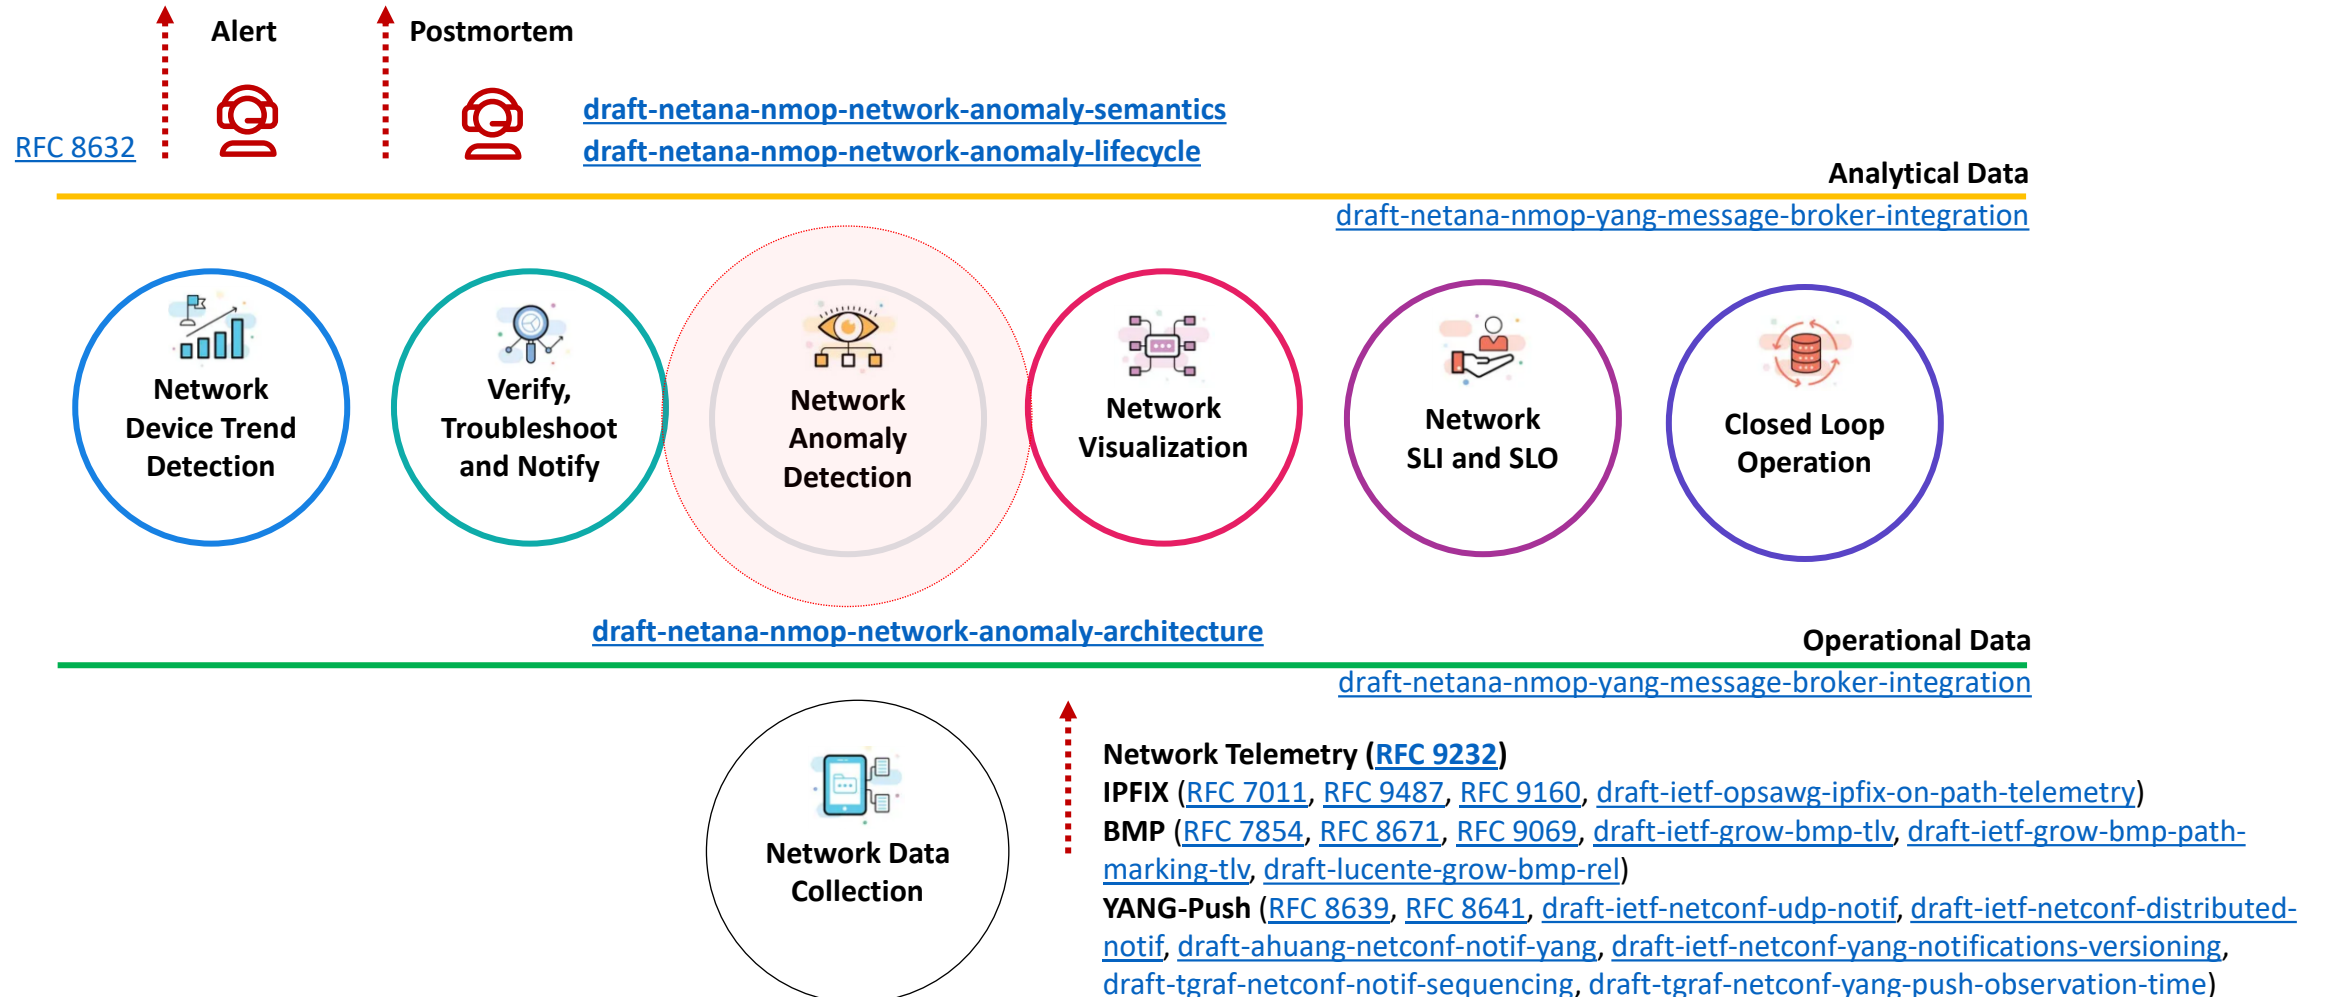 Alert
Postmortem
RFC 8632
draft-netana-nmop-network-anomaly-semantics
draft-netana-nmop-network-anomaly-lifecycle
Analytical Data
draft-netana-nmop-yang-message-broker-integration
Network
Device Trend
Detection
Verify,
Troubleshoot
and Notify
Network
Anomaly
Detection
Network
Visualization
Network
SLI and SLO
Closed Loop
Operation
draft-netana-nmop-network-anomaly-architecture
Operational Data
draft-netana-nmop-yang-message-broker-integration
Network Data
Collection
Network Telemetry (RFC 9232)
IPFIX (RFC 7011, RFC 9487, RFC 9160, draft-ietf-opsawg-ipfix-on-path-telemetry)
BMP (RFC 7854, RFC 8671, RFC 9069, draft-ietf-grow-bmp-tlv, draft-ietf-grow-bmp-path-
marking-tlv, draft-lucente-grow-bmp-rel)
YANG-Push (RFC 8639, RFC 8641, draft-ietf-netconf-udp-notif, draft-ietf-netconf-distributed-
notif, draft-ahuang-netconf-notif-yang, draft-ietf-netconf-yang-notifications-versioning,
draft-tgraf-netconf-notif-sequencing, draft-tgraf-netconf-yang-push-observation-time)